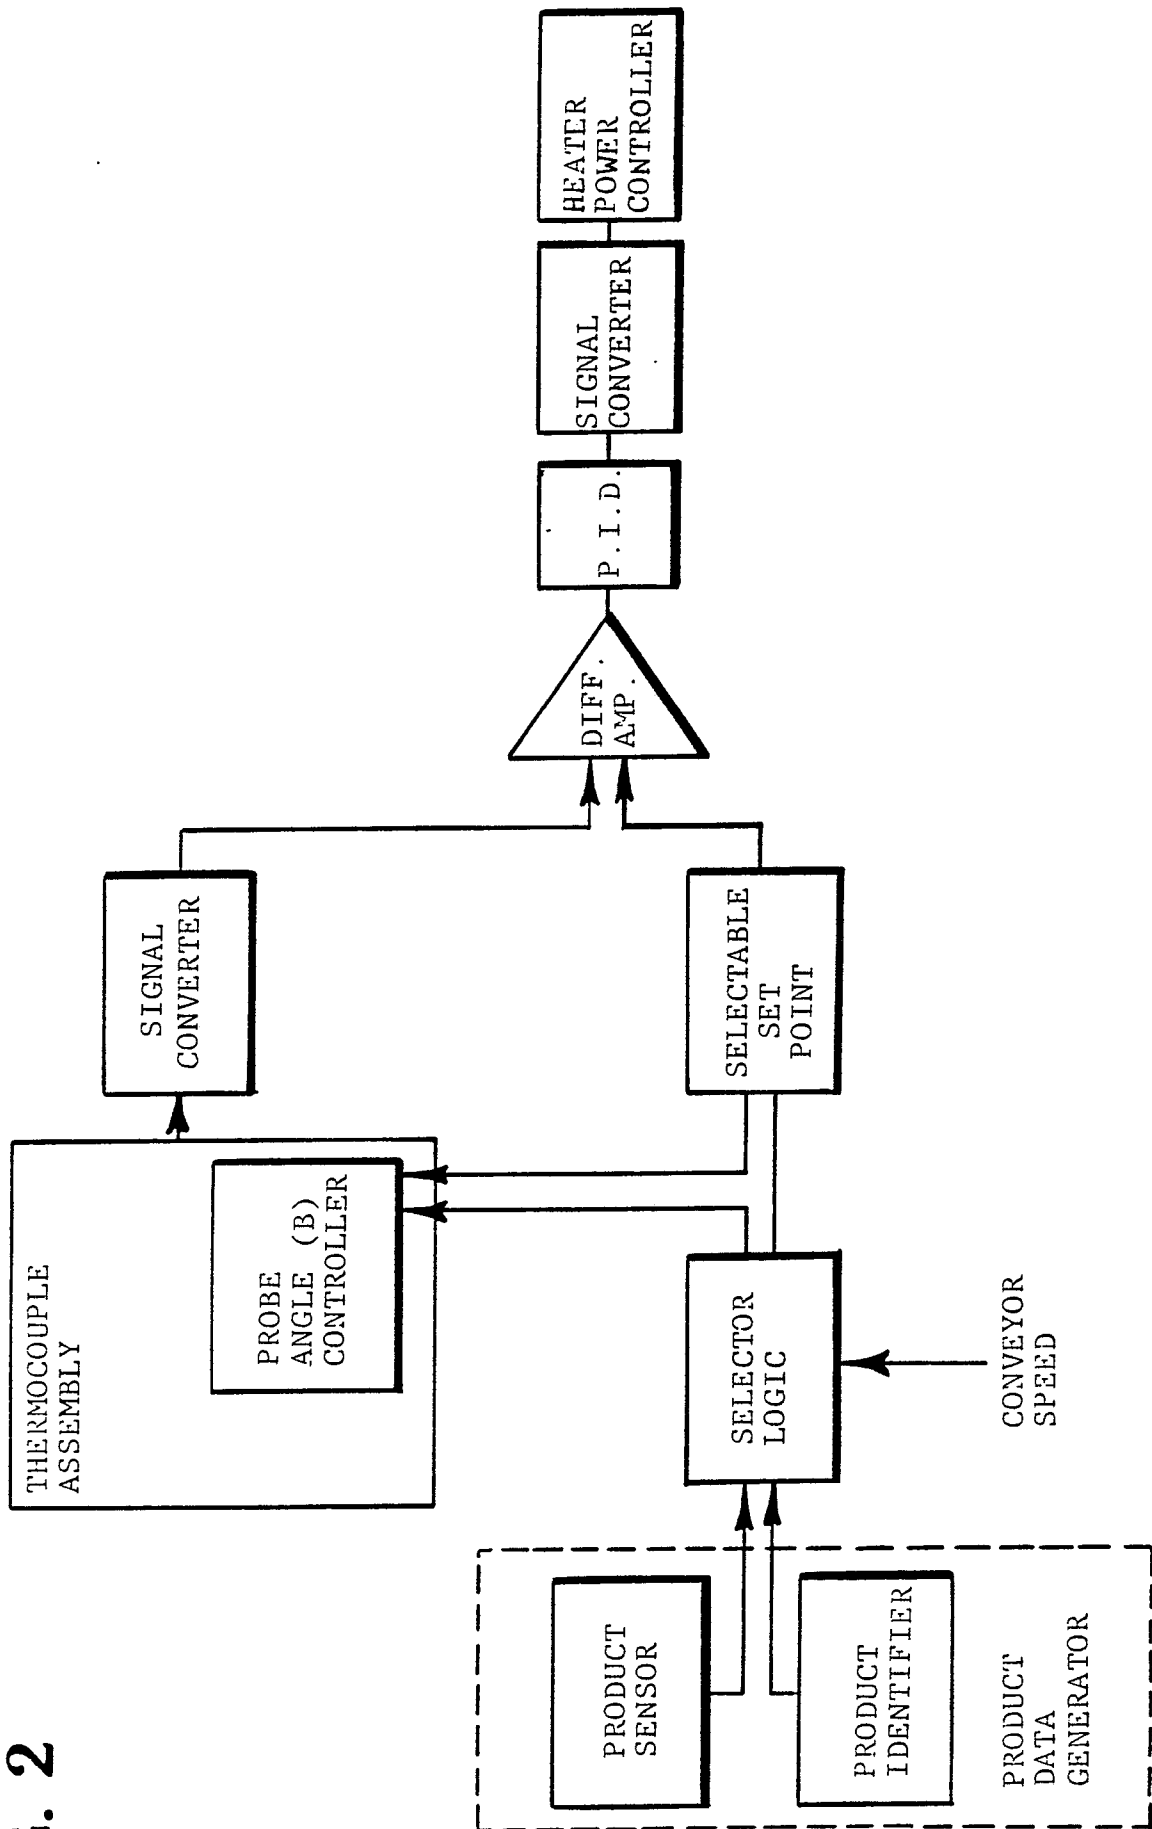 . 2
THERMOCOUPLE
ASSEMBLY
PROBE
ANGLE (B)
CONTROLLER
SIGNAL
CONVERTER
PRODUCT
SENSOR
PRODUCT
IDENTIFIER
PRODUCT
DATA
GENERATOR
SELECTOR
LOGIC
CONVEYOR
SPEED
SELECTABLE
SET
POINT
DIFF.
AMP.
P.I.D.
SIGNAL
CONVERTER
HEATER
POWER
CONTROLLER